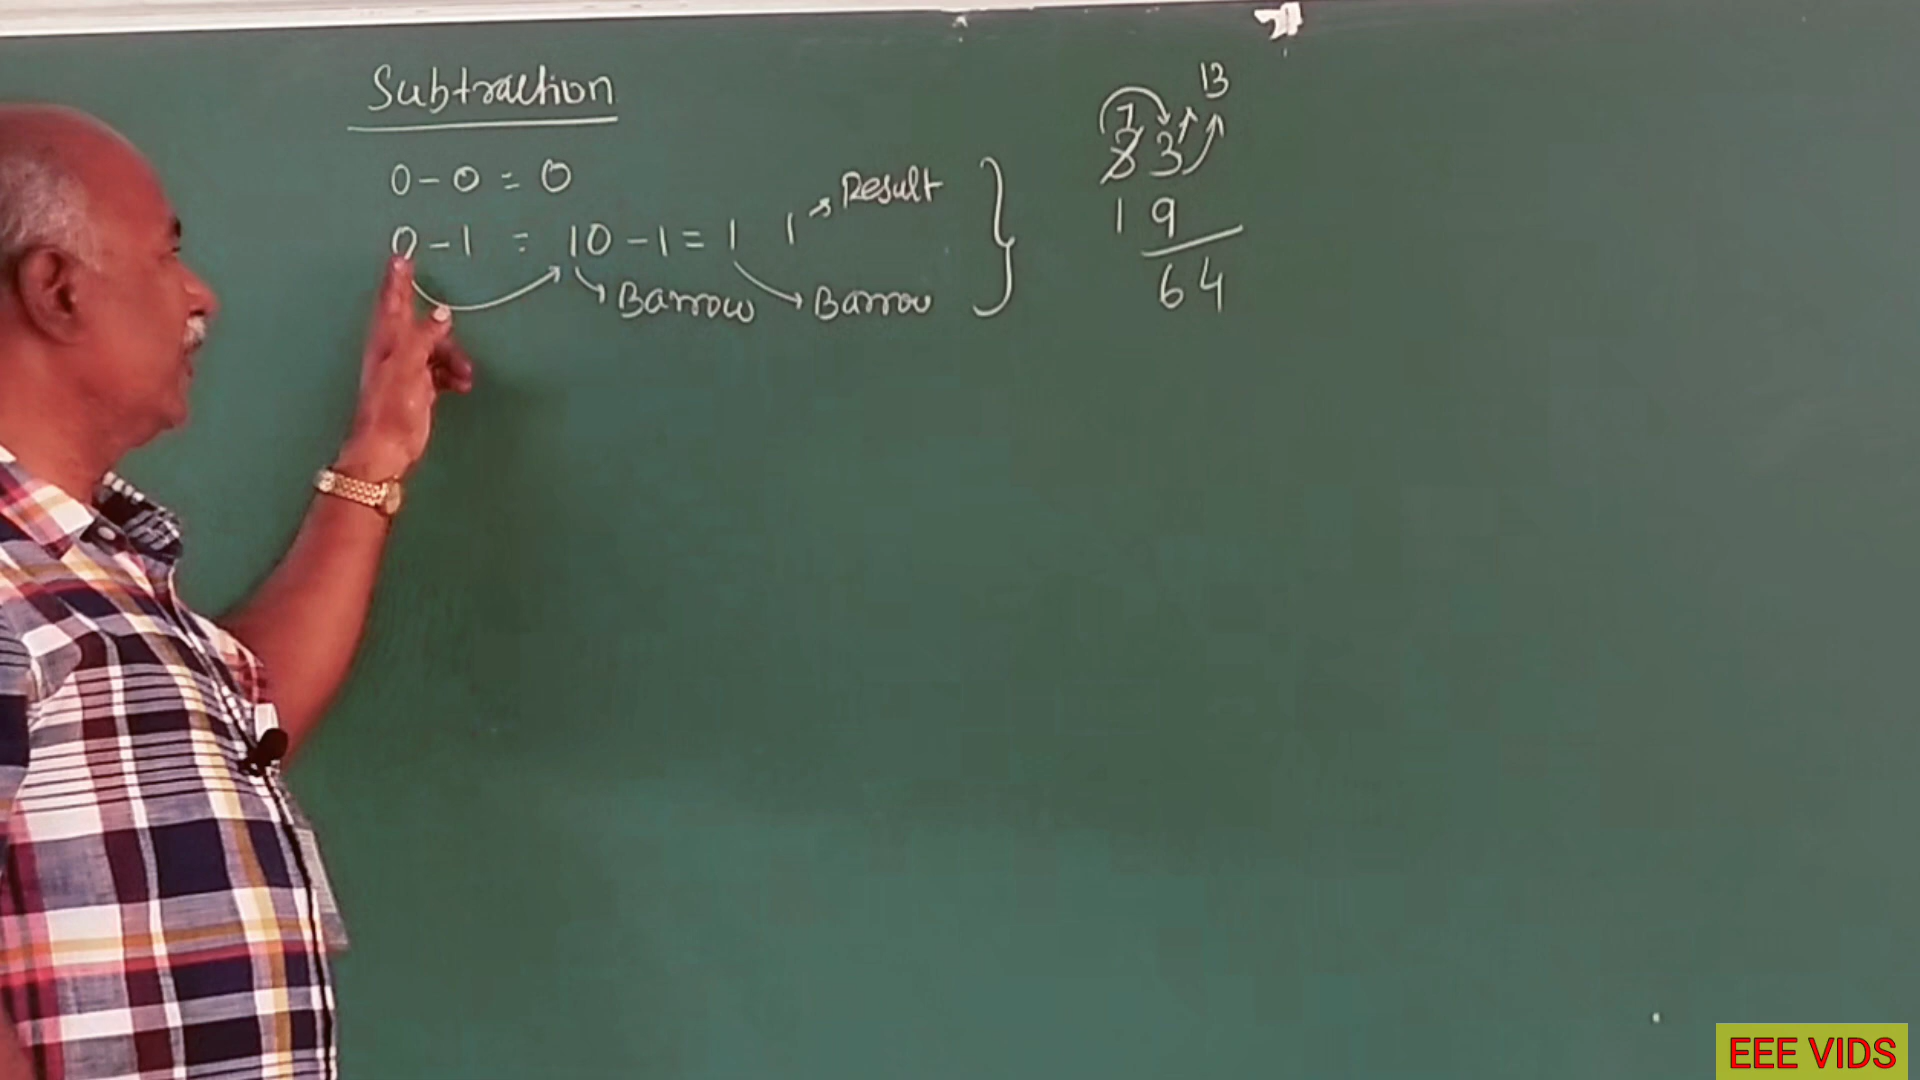 Subtraction
0 - 0 = 0
0 - 1 = 10 - 1 = 1 1 → Result
Barrow Barrow
13
7
8 3
1 9
6 4
EEE VIDS